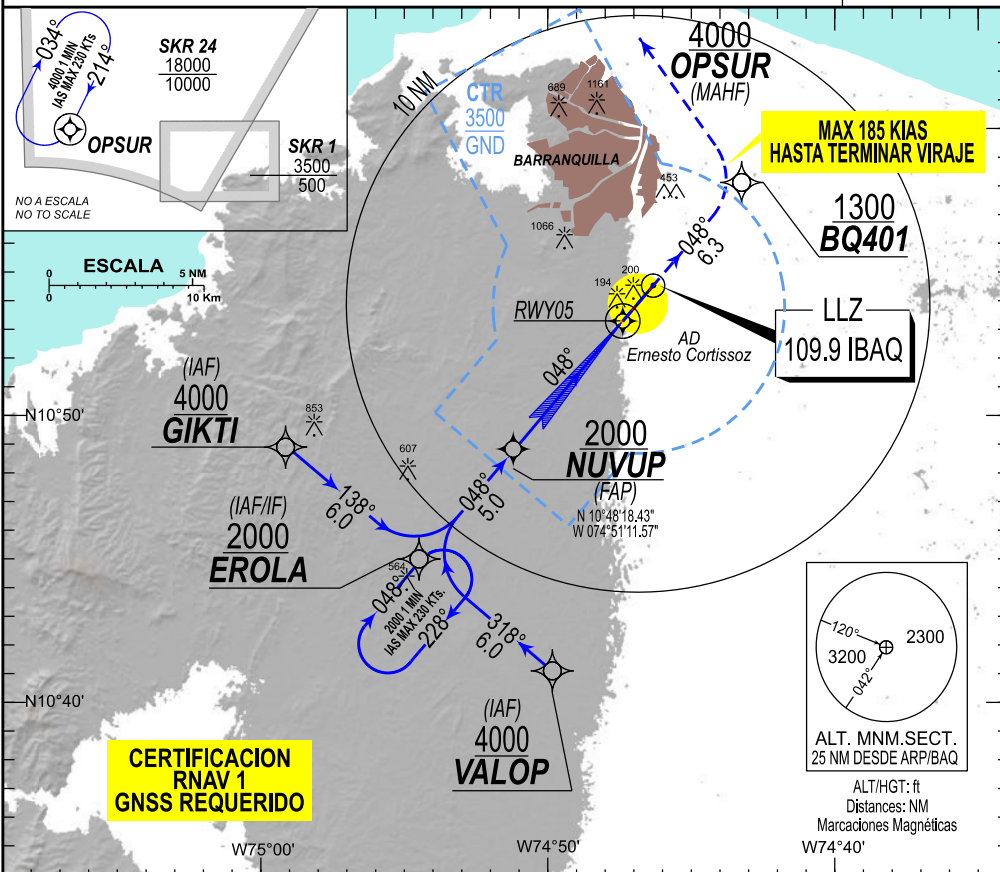 034°
4000 1 MIN
IAS MAX 230 KTs
214°
OPSUR
SKR 24
18000
10000
SKR 1
3500
500
NO A ESCALA
NO TO SCALE
10 NM
CTR
3500
GND
689
1161
BARRANQUILLA
453
1066
4000
OPSUR
(MAHF)
MAX 185 KIAS
HASTA TERMINAR VIRAJE
1300
BQ401
048°
6.3
ESCALA
0 5 NM
0 10 Km
194
200
RWY05
AD
Ernesto Cortissoz
LLZ
109.9 IBAQ
048°
(IAF)
4000
GIKTI
N10°50'
853
607
138°
6.0
048°
5.0
2000
NUVUP
(FAP)
N 10°48'18.43"
W 074°51'11.57"
(IAF/IF)
2000
EROLA
564
048°
2000 1 MIN
IAS MAX 230 KTs.
228°
318°
6.0
(IAF)
4000
VALOP
N10°40'
120°
2300
3200
042°
ALT. MNM.SECT.
25 NM DESDE ARP/BAQ
ALT/HGT: ft
Distances: NM
Marcaciones Magnéticas
CERTIFICACION
RNAV 1
GNSS REQUERIDO
W75°00'
W74°50'
W74°40'